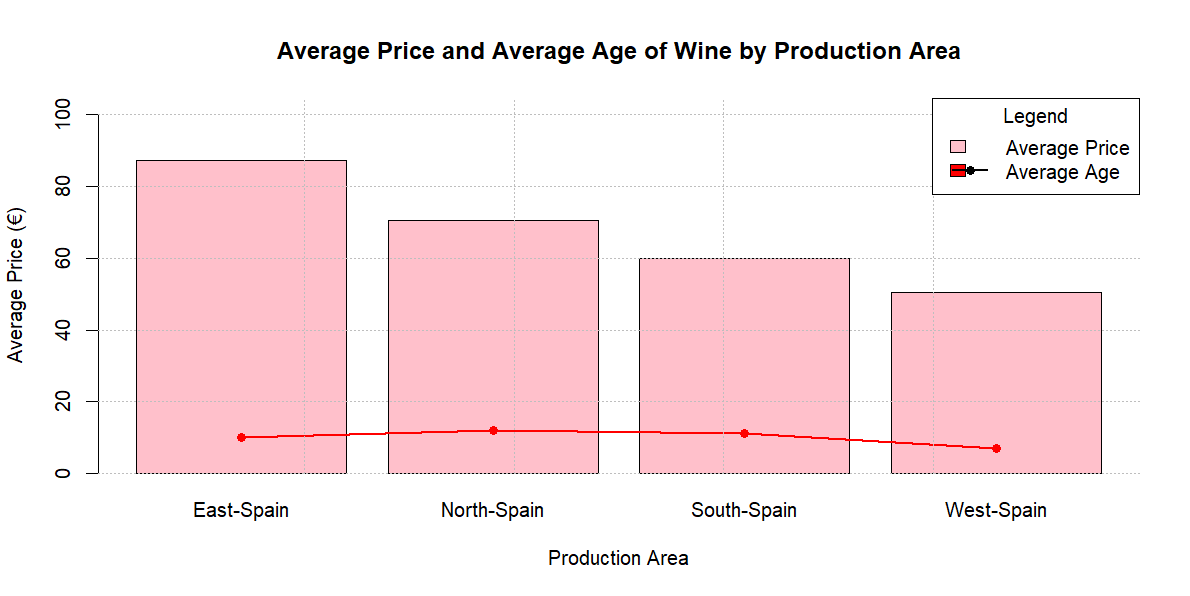 Average Price and Average Age of Wine by Production Area
Legend
Average Price
Average Age
Average Price (€)
100
80
60
40
20
0
East-Spain North-Spain South-Spain West-Spain
Production Area